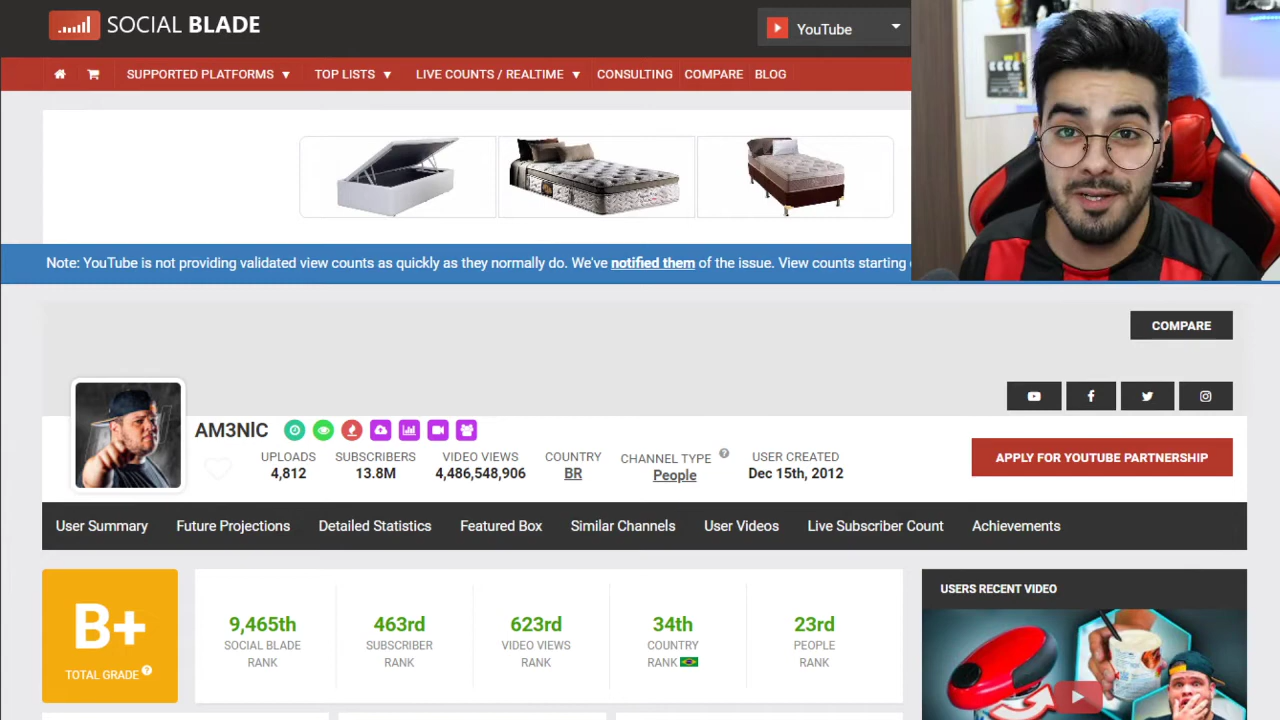 SOCIAL BLADE
YouTube
SUPPORTED PLATFORMS
TOP LISTS
LIVE COUNTS / REALTIME
CONSULTING
COMPARE
BLOG
Note: YouTube is not providing validated view counts as quickly as they normally do. We've notified them of the issue. View counts starting
COMPARE
AM3NlC
UPLOADS
4,812
SUBSCRIBERS
13.8M
VIDEO VIEWS
4,486,548,906
COUNTRY
BR
CHANNEL TYPE ?
People
USER CREATED
Dec 15th, 2012
APPLY FOR YOUTUBE PARTNERSHIP
User Summary
Future Projections
Detailed Statistics
Featured Box
Similar Channels
User Videos
Live Subscriber Count
Achievements
B+
TOTAL GRADE ?
9,465th
SOCIAL BLADE
RANK
463rd
SUBSCRIBER
RANK
623rd
VIDEO VIEWS
RANK
34th
COUNTRY
RANK
23rd
PEOPLE
RANK
USERS RECENT VIDEO